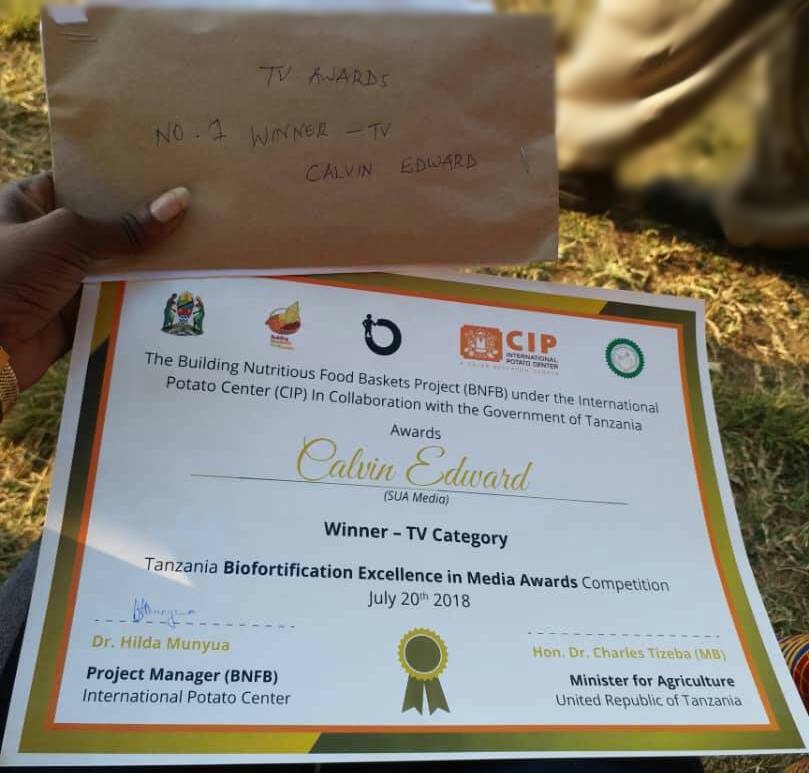 TV AWARDS
NO-1 WINNER - TV
CALVIN EDWARD
CIP
INTERNATIONAL
POTATO CENTER
The Building Nutritious Food Baskets Project (BNFB) under the International
Potato Center (CIP) In Collaboration with the Government of Tanzania
Awards
Calvin Edward
(SUA Media)
Winner – TV Category
Tanzania Biofortification Excellence in Media Awards Competition
July 20th 2018
Dr. Hilda Munyua
Project Manager (BNFB)
International Potato Center
Hon. Dr. Charles Tizeba (MB)
Minister for Agriculture
United Republic of Tanzania